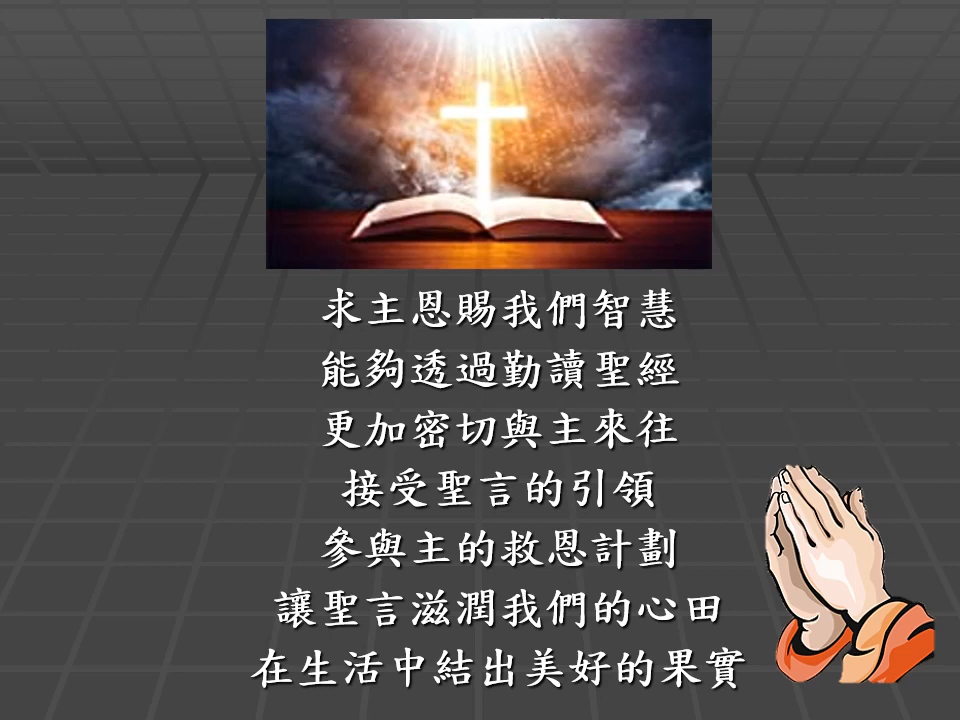 求主恩賜我們智慧
能夠透過勤讀聖經
更加密切與主來往
接受聖言的引領
參與主的救恩計劃
讓聖言滋潤我們的心田
在生活中結出美好的果實